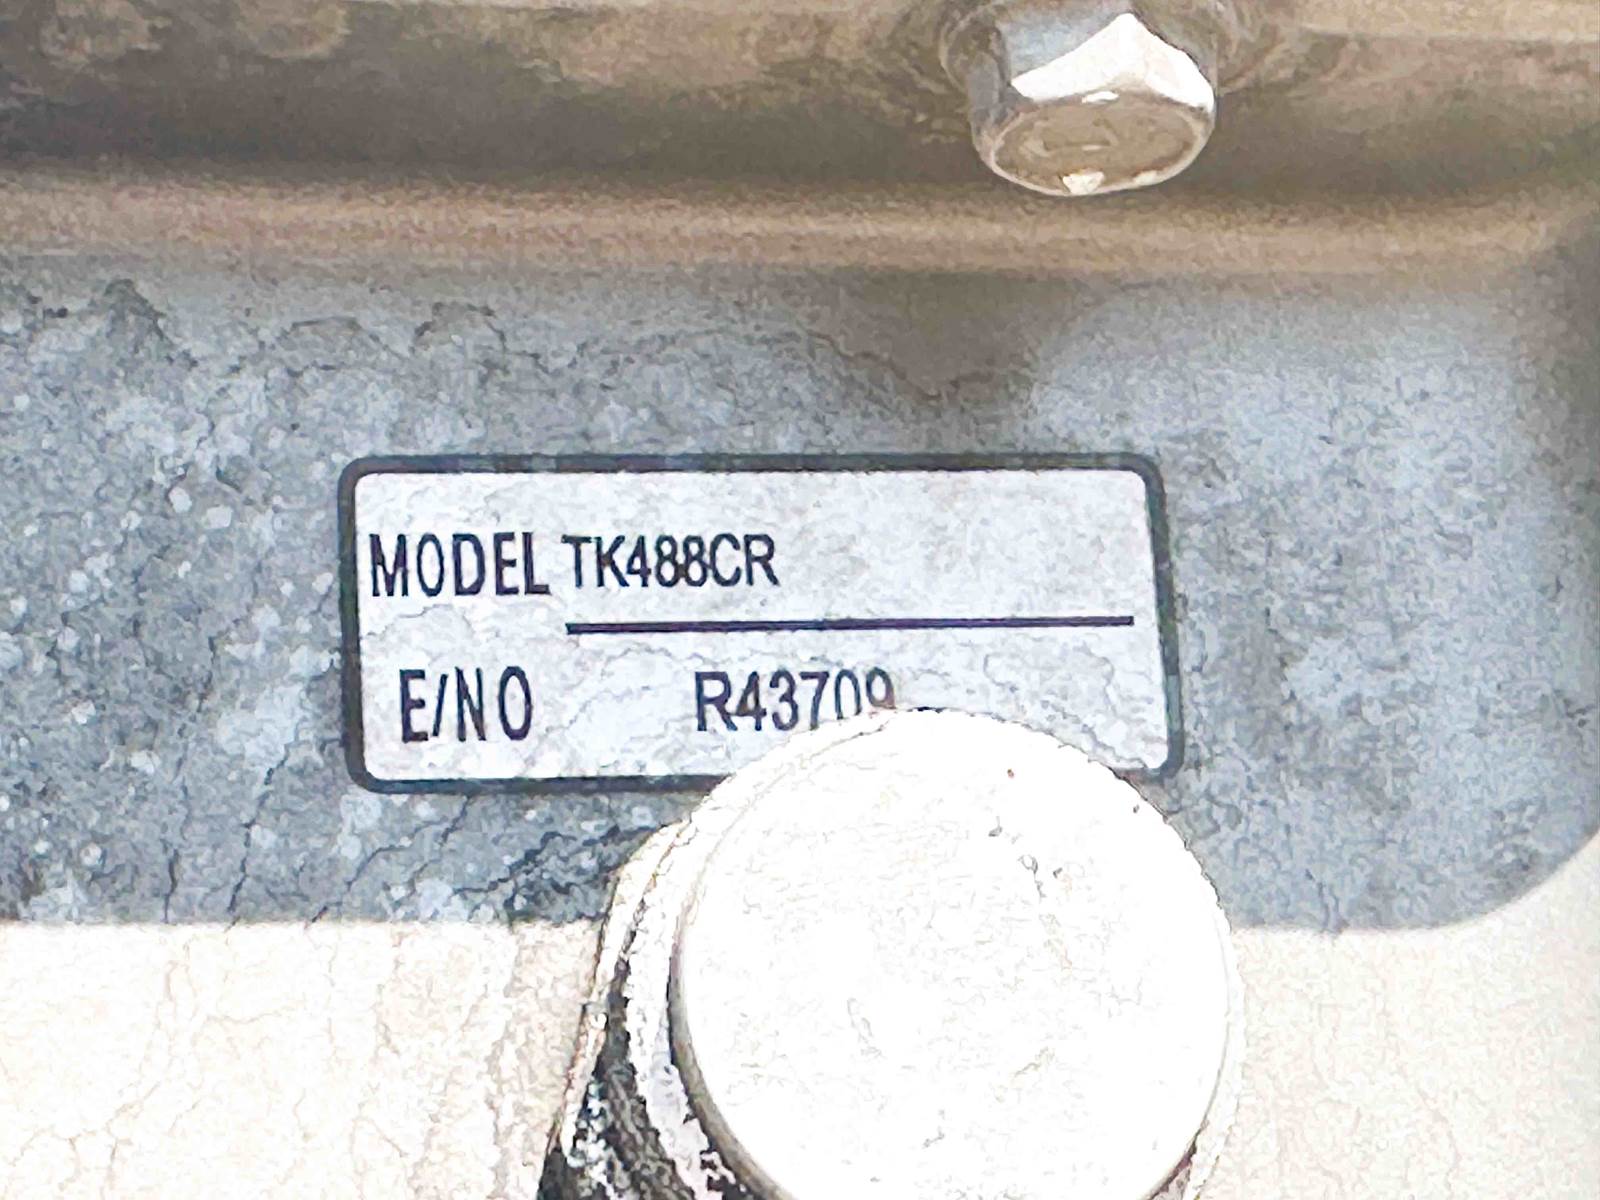 MODEL TK488CR
E/NO R43709